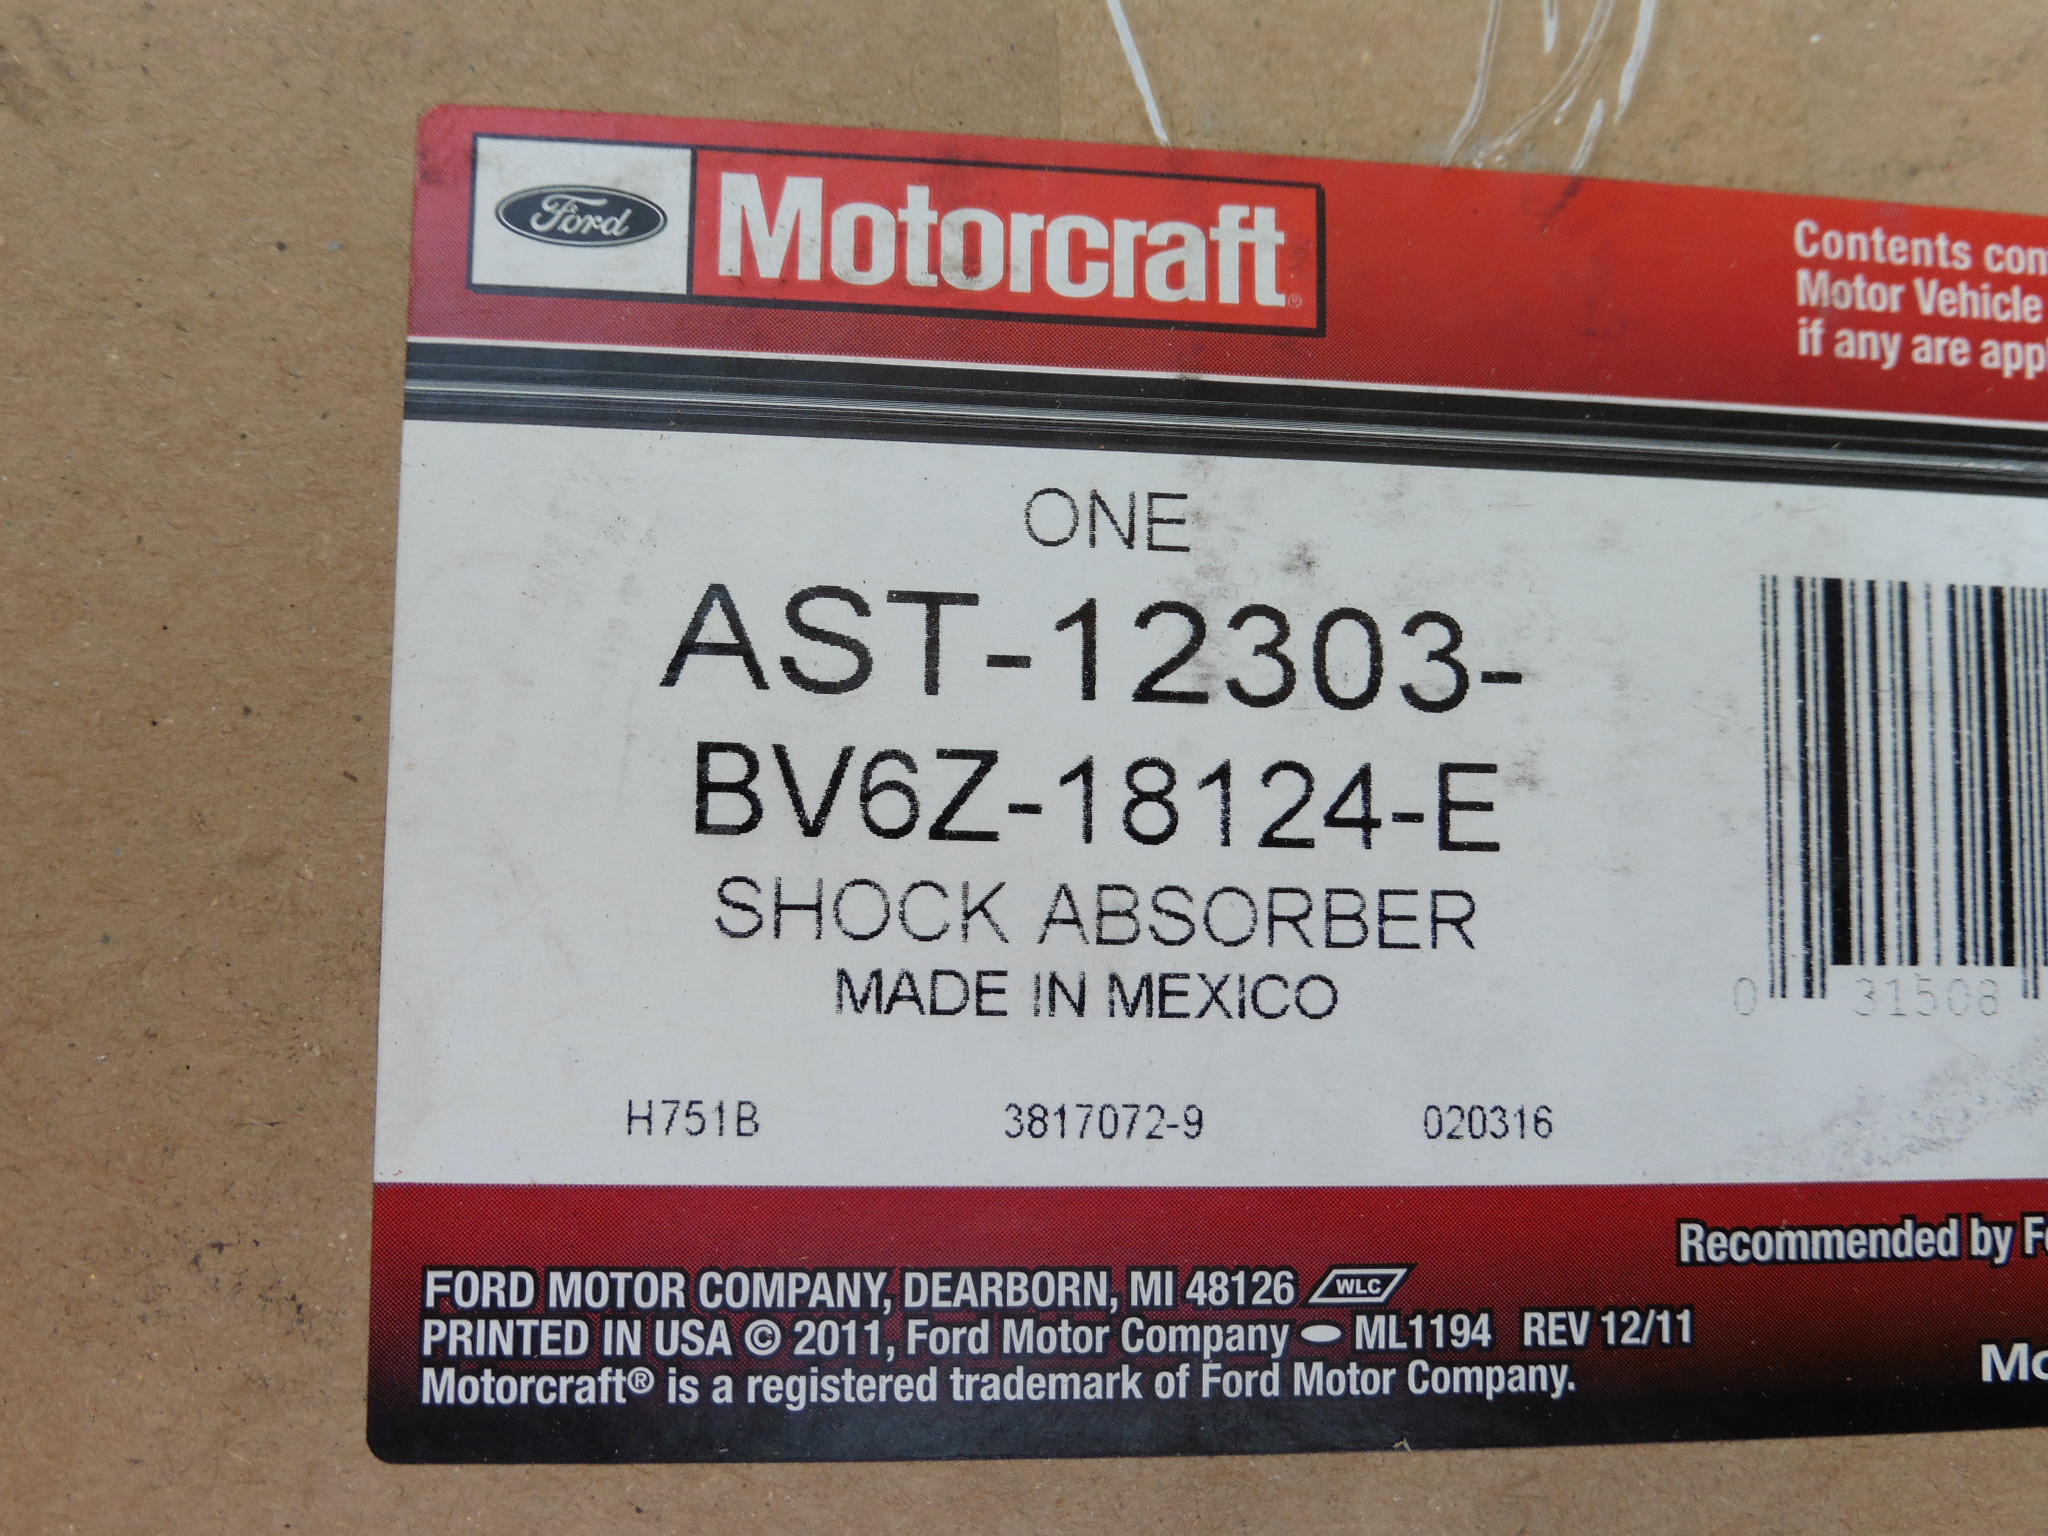 Ford Motorcraft®
Contents con
Motor Vehicle
if any are appl
ONE
AST-12303-
BV6Z-18124-E
SHOCK ABSORBER
MADE IN MEXICO
0 31508
H751B 3817072-9 020316
Recommended by Fo
FORD MOTOR COMPANY, DEARBORN, MI 48126 WLC
PRINTED IN USA © 2011, Ford Motor Company ML1194 REV 12/11
Motorcraft® is a registered trademark of Ford Motor Company.
Mo